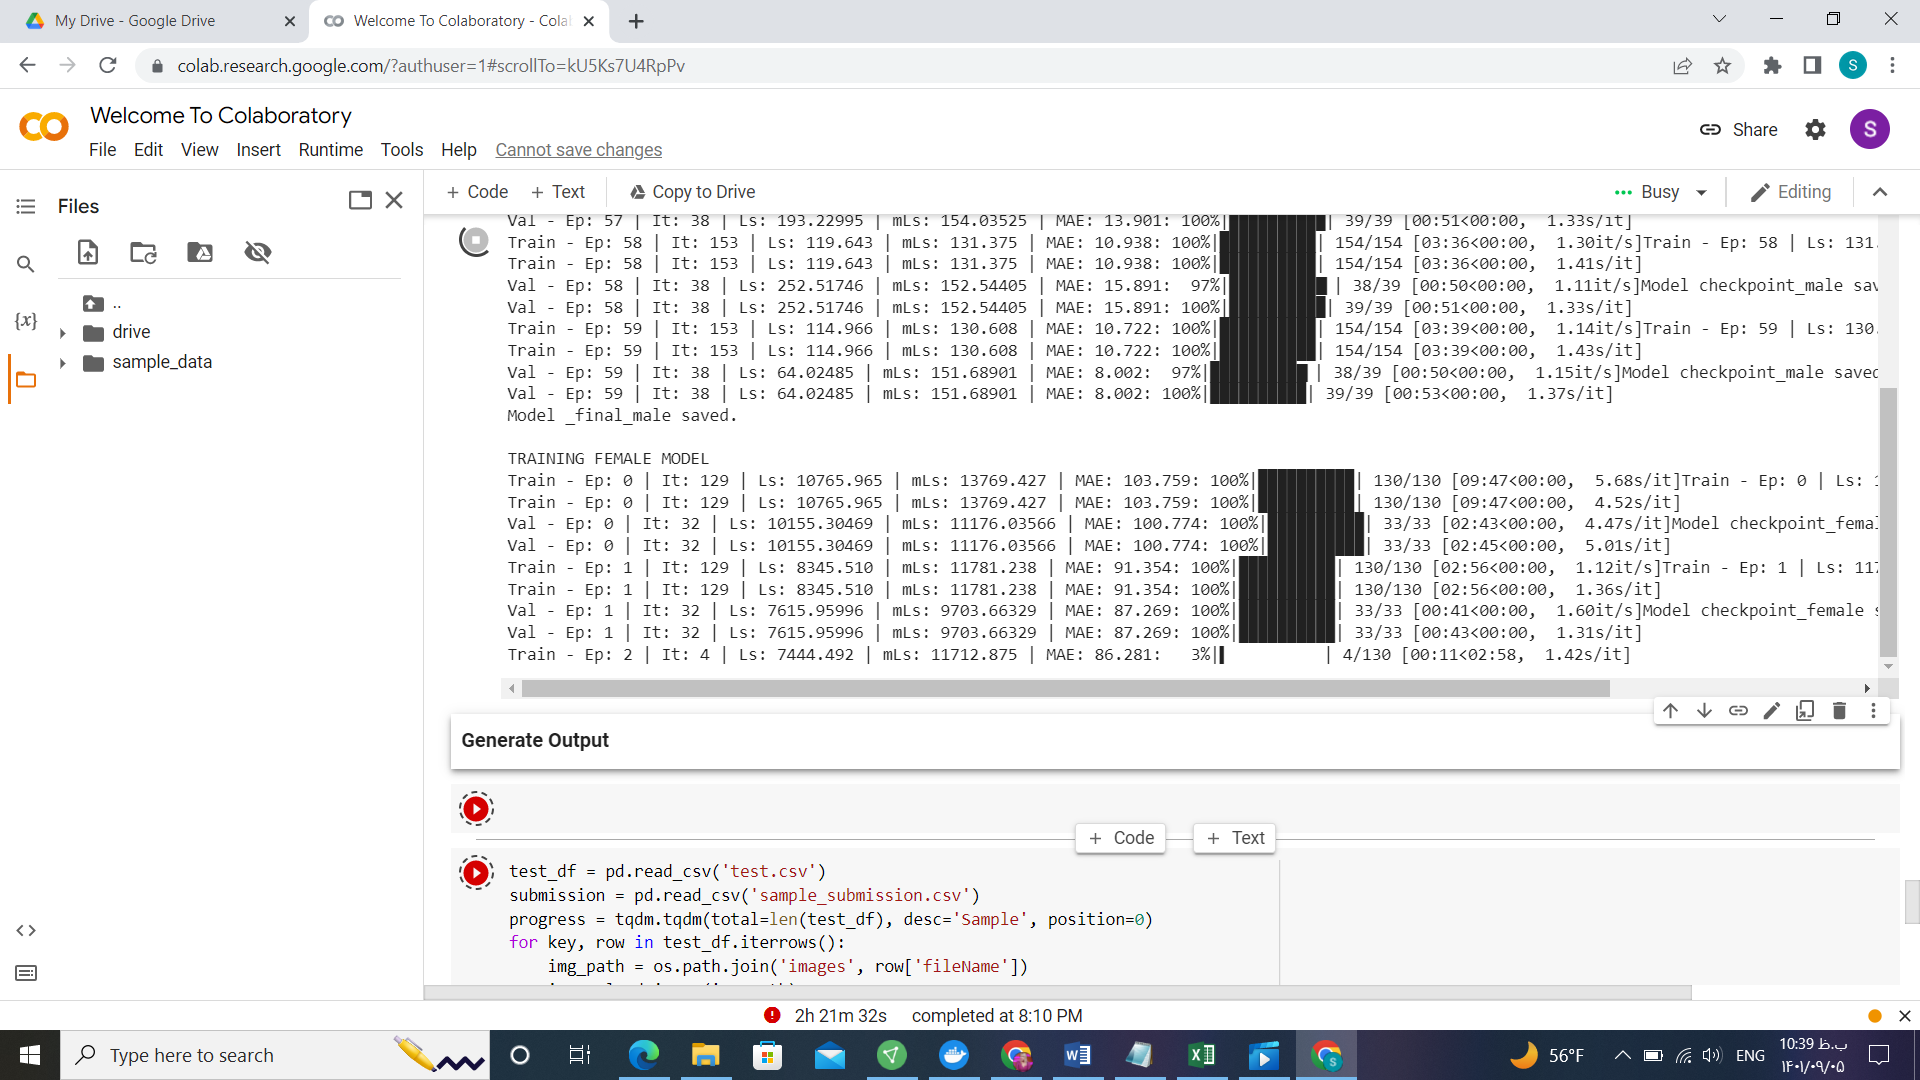 My Drive - Google Drive
Welcome To Colaboratory - Cola
colab.research.google.com/?authuser=1#scrollTo=kU5Ks7U4RpPv
S
Welcome To Colaboratory
File Edit View Insert Runtime Tools Help Cannot save changes
Share
S
Files
+ Code + Text Copy to Drive
Busy
Editing
{x}
..
drive
sample_data
Val - Ep: 57 | It: 38 | Ls: 193.22995 | mLs: 154.03525 | MAE: 13.901: 100%|██████████| 39/39 [00:51<00:00, 1.33s/it]
Train - Ep: 58 | It: 153 | Ls: 119.643 | mLs: 131.375 | MAE: 10.938: 100%|██████████| 154/154 [03:36<00:00, 1.30it/s]Train - Ep: 58 | Ls: 131.
Train - Ep: 58 | It: 153 | Ls: 119.643 | mLs: 131.375 | MAE: 10.938: 100%|██████████| 154/154 [03:36<00:00, 1.41s/it]
Val - Ep: 58 | It: 38 | Ls: 252.51746 | mLs: 152.54405 | MAE: 15.891: 97%|██████████| 38/39 [00:50<00:00, 1.11it/s]Model checkpoint_male sav
Val - Ep: 58 | It: 38 | Ls: 252.51746 | mLs: 152.54405 | MAE: 15.891: 100%|██████████| 39/39 [00:51<00:00, 1.33s/it]
Train - Ep: 59 | It: 153 | Ls: 114.966 | mLs: 130.608 | MAE: 10.722: 100%|██████████| 154/154 [03:39<00:00, 1.14it/s]Train - Ep: 59 | Ls: 130.
Train - Ep: 59 | It: 153 | Ls: 114.966 | mLs: 130.608 | MAE: 10.722: 100%|██████████| 154/154 [03:39<00:00, 1.43s/it]
Val - Ep: 59 | It: 38 | Ls: 64.02485 | mLs: 151.68901 | MAE: 8.002: 97%|██████████| 38/39 [00:50<00:00, 1.15it/s]Model checkpoint_male saved
Val - Ep: 59 | It: 38 | Ls: 64.02485 | mLs: 151.68901 | MAE: 8.002: 100%|██████████| 39/39 [00:53<00:00, 1.37s/it]
Model _final_male saved.
TRAINING FEMALE MODEL
Train - Ep: 0 | It: 129 | Ls: 10765.965 | mLs: 13769.427 | MAE: 103.759: 100%|██████████| 130/130 [09:47<00:00, 5.68s/it]Train - Ep: 0 | Ls: 1
Train - Ep: 0 | It: 129 | Ls: 10765.965 | mLs: 13769.427 | MAE: 103.759: 100%|██████████| 130/130 [09:47<00:00, 4.52s/it]
Val - Ep: 0 | It: 32 | Ls: 10155.30469 | mLs: 11176.03566 | MAE: 100.774: 100%|██████████| 33/33 [02:43<00:00, 4.47s/it]Model checkpoint_femal
Val - Ep: 0 | It: 32 | Ls: 10155.30469 | mLs: 11176.03566 | MAE: 100.774: 100%|██████████| 33/33 [02:45<00:00, 5.01s/it]
Train - Ep: 1 | It: 129 | Ls: 8345.510 | mLs: 11781.238 | MAE: 91.354: 100%|██████████| 130/130 [02:56<00:00, 1.12it/s]Train - Ep: 1 | Ls: 117
Train - Ep: 1 | It: 129 | Ls: 8345.510 | mLs: 11781.238 | MAE: 91.354: 100%|██████████| 130/130 [02:56<00:00, 1.36s/it]
Val - Ep: 1 | It: 32 | Ls: 7615.95996 | mLs: 9703.66329 | MAE: 87.269: 100%|██████████| 33/33 [00:41<00:00, 1.60it/s]Model checkpoint_female s
Val - Ep: 1 | It: 32 | Ls: 7615.95996 | mLs: 9703.66329 | MAE: 87.269: 100%|██████████| 33/33 [00:43<00:00, 1.31s/it]
Train - Ep: 2 | It: 4 | Ls: 7444.492 | mLs: 11712.875 | MAE: 86.281: 3%|▌ | 4/130 [00:11<02:58, 1.42s/it]
Generate Output
+ Code + Text
test_df = pd.read_csv('test.csv')
submission = pd.read_csv('sample_submission.csv')
progress = tqdm.tqdm(total=len(test_df), desc='Sample', position=0)
for key, row in test_df.iterrows():
img_path = os.path.join('images', row['fileName'])
2h 21m 32s completed at 8:10 PM
Type here to search
56°F
ENG
10:39 ب.ظ
۱۴۰۱/۰۹/۰۵